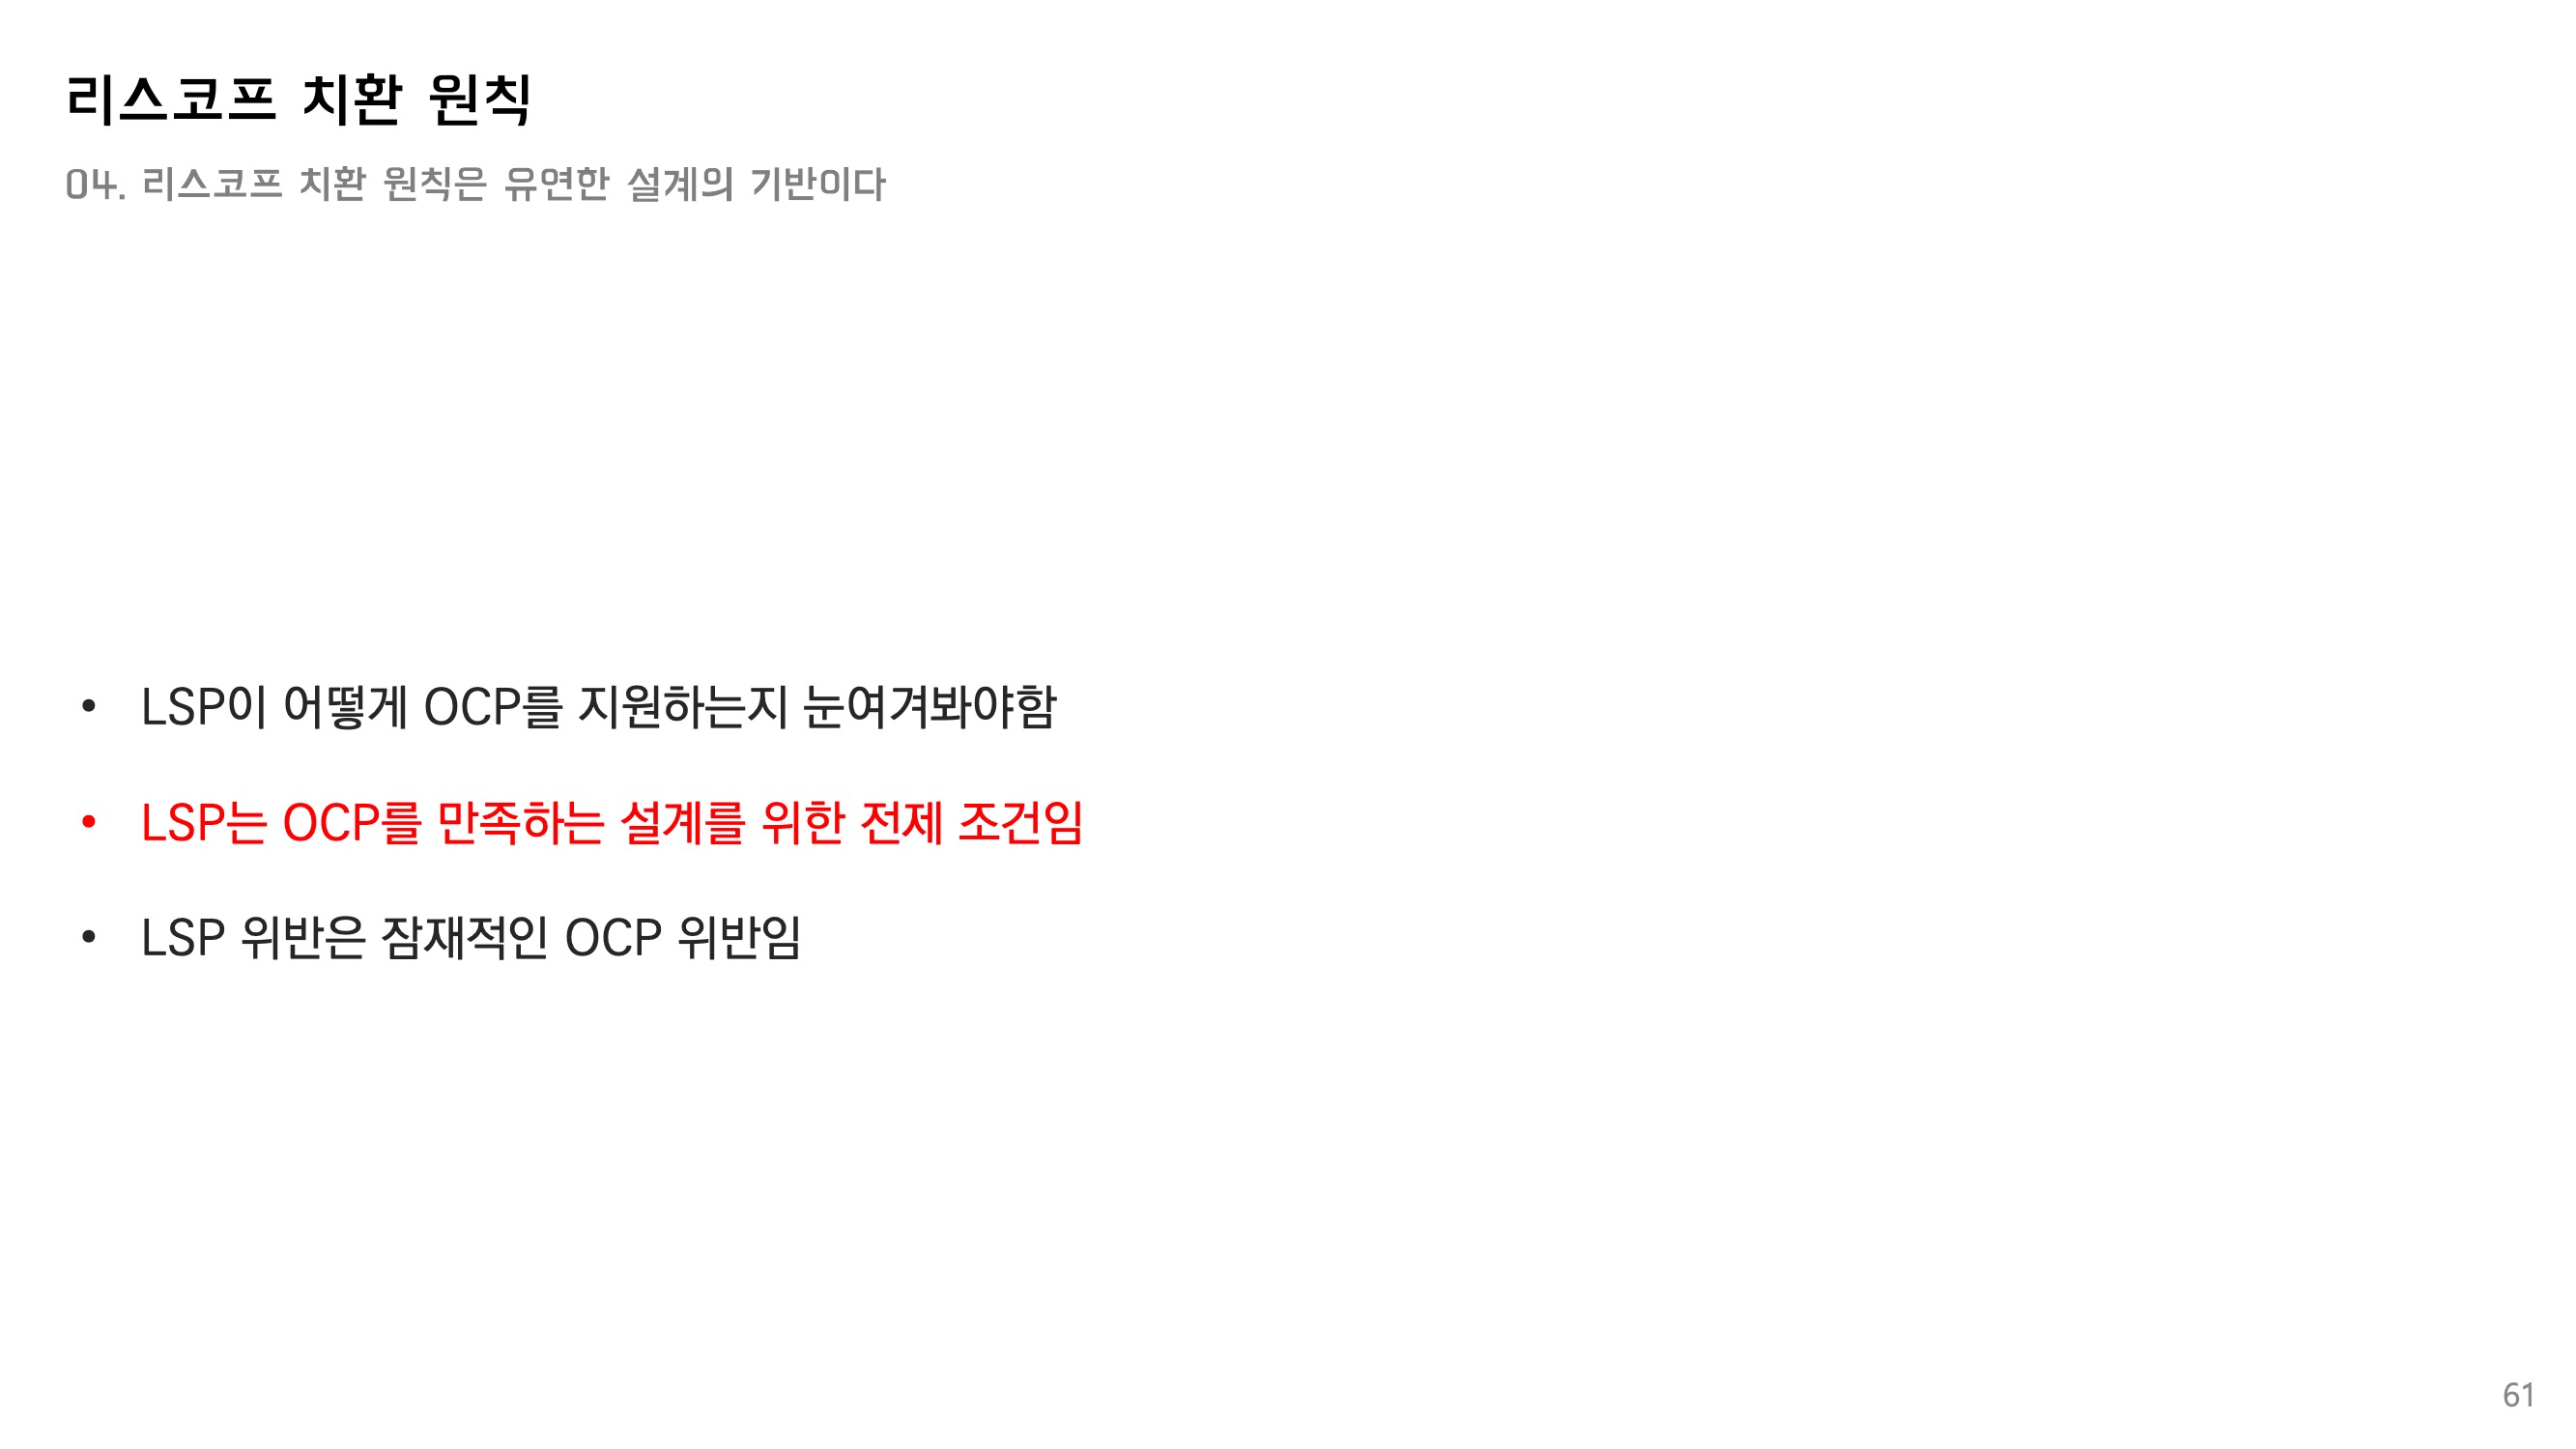 리스코프 치환 원칙
04. 리스코프 치환 원칙은 유연한 설계의 기반이다
• LSP이 어떻게 OCP를 지원하는지 눈여겨봐야함
• LSP는 OCP를 만족하는 설계를 위한 전제 조건임
• LSP 위반은 잠재적인 OCP 위반임
61